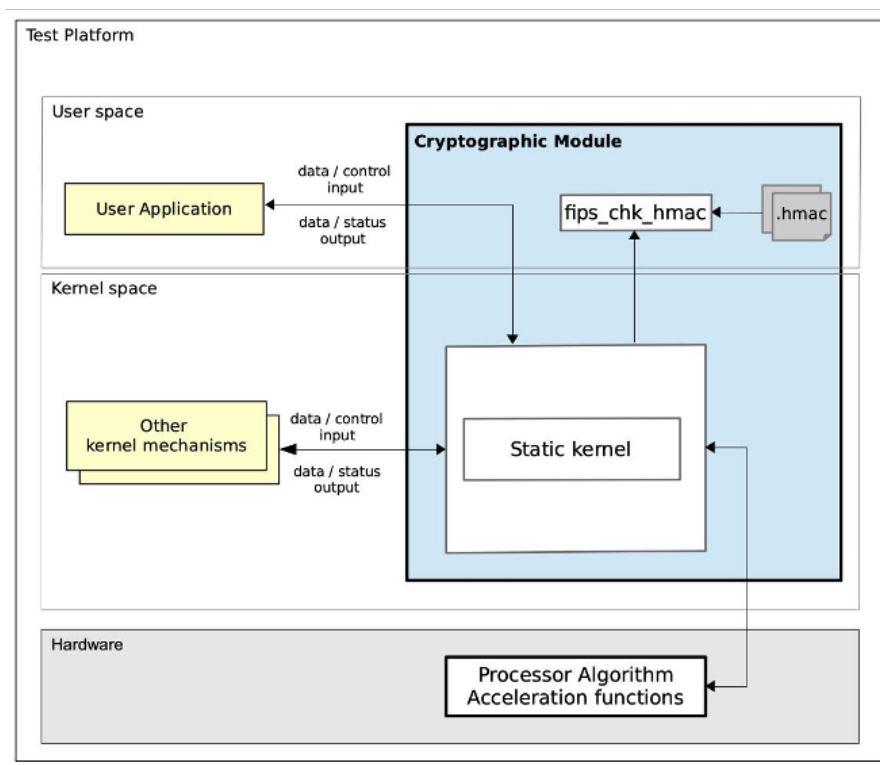 Test Platform
User space
Cryptographic Module
data / control
input
User Application
data / status
output
fips_chk_hmac
.hmac
Kernel space
Other
kernel mechanisms
data / control
input
data / status
output
Static kernel
Hardware
Processor Algorithm
Acceleration functions